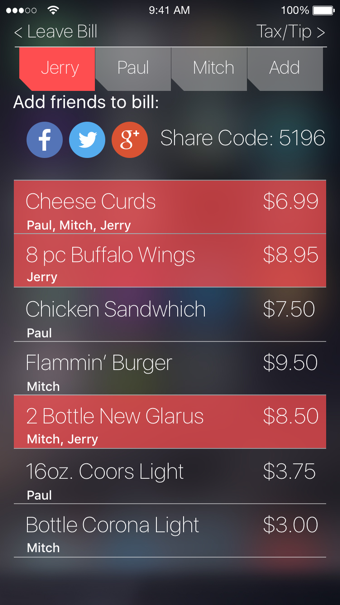 9:41 AM 100%
< Leave Bill Tax/Tip >
Jerry Paul Mitch Add
Add friends to bill:
f g+ Share Code: 5196
Cheese Curds $6.99
Paul, Mitch, Jerry
8 pc Buffalo Wings $8.95
Jerry
Chicken Sandwhich $7.50
Paul
Flammin’ Burger $9.50
Mitch
2 Bottle New Glarus $8.50
Mitch, Jerry
16oz. Coors Light $3.75
Paul
Bottle Corona Light $3.00
Mitch